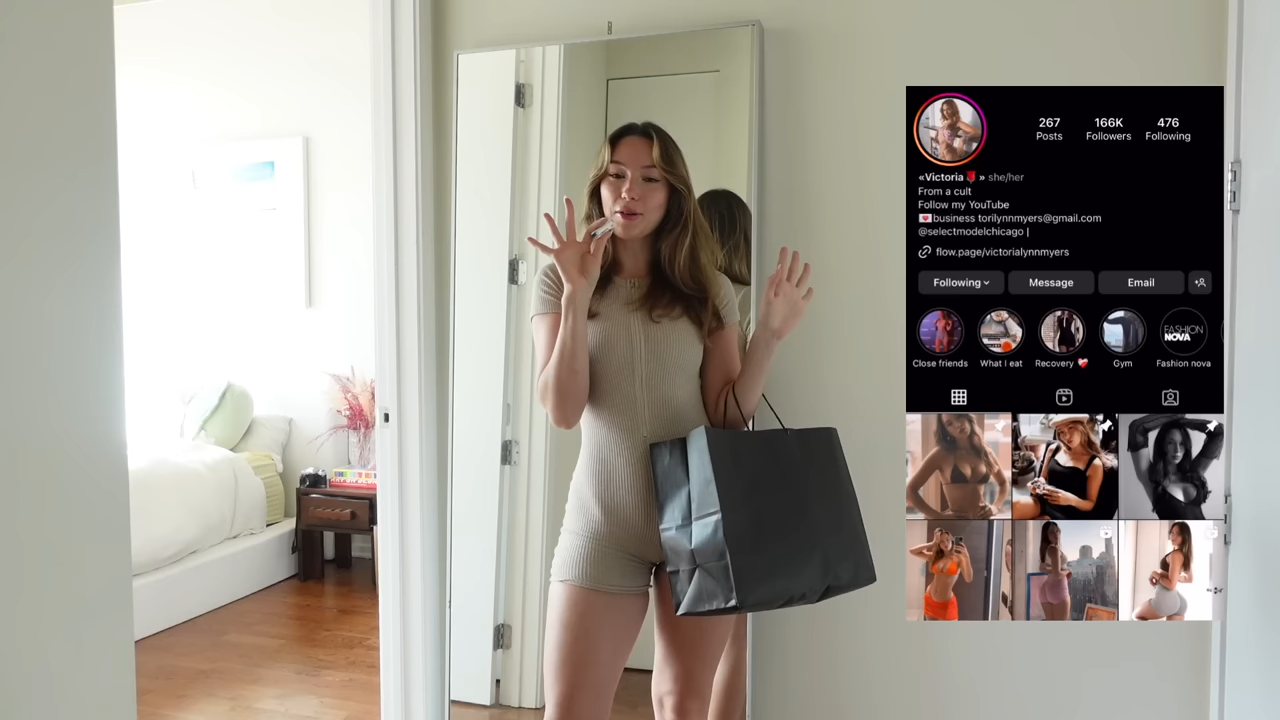 267 166K 476
Posts Followers Following
«Victoria🌹» she/her
From a cult
Follow my YouTube
💌business torilynnmyers@gmail.com
@selectmodelchicago |
flow.page/victorialynnmyers
Following Message Email
FASHION
NOVA
Close friends What I eat Recovery ❤️‍🩹 Gym Fashion nova